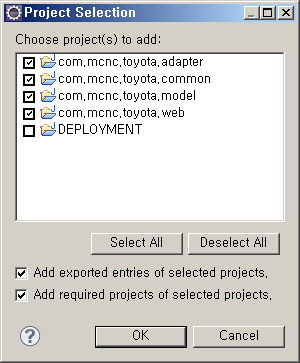 Project Selection
Choose project(s) to add:
com.mcnc.toyota.adapter
com.mcnc.toyota.common
com.mcnc.toyota.model
com.mcnc.toyota.web
DEPLOYMENT
Select All
Deselect All
Add exported entries of selected projects.
Add required projects of selected projects.
?
OK
Cancel